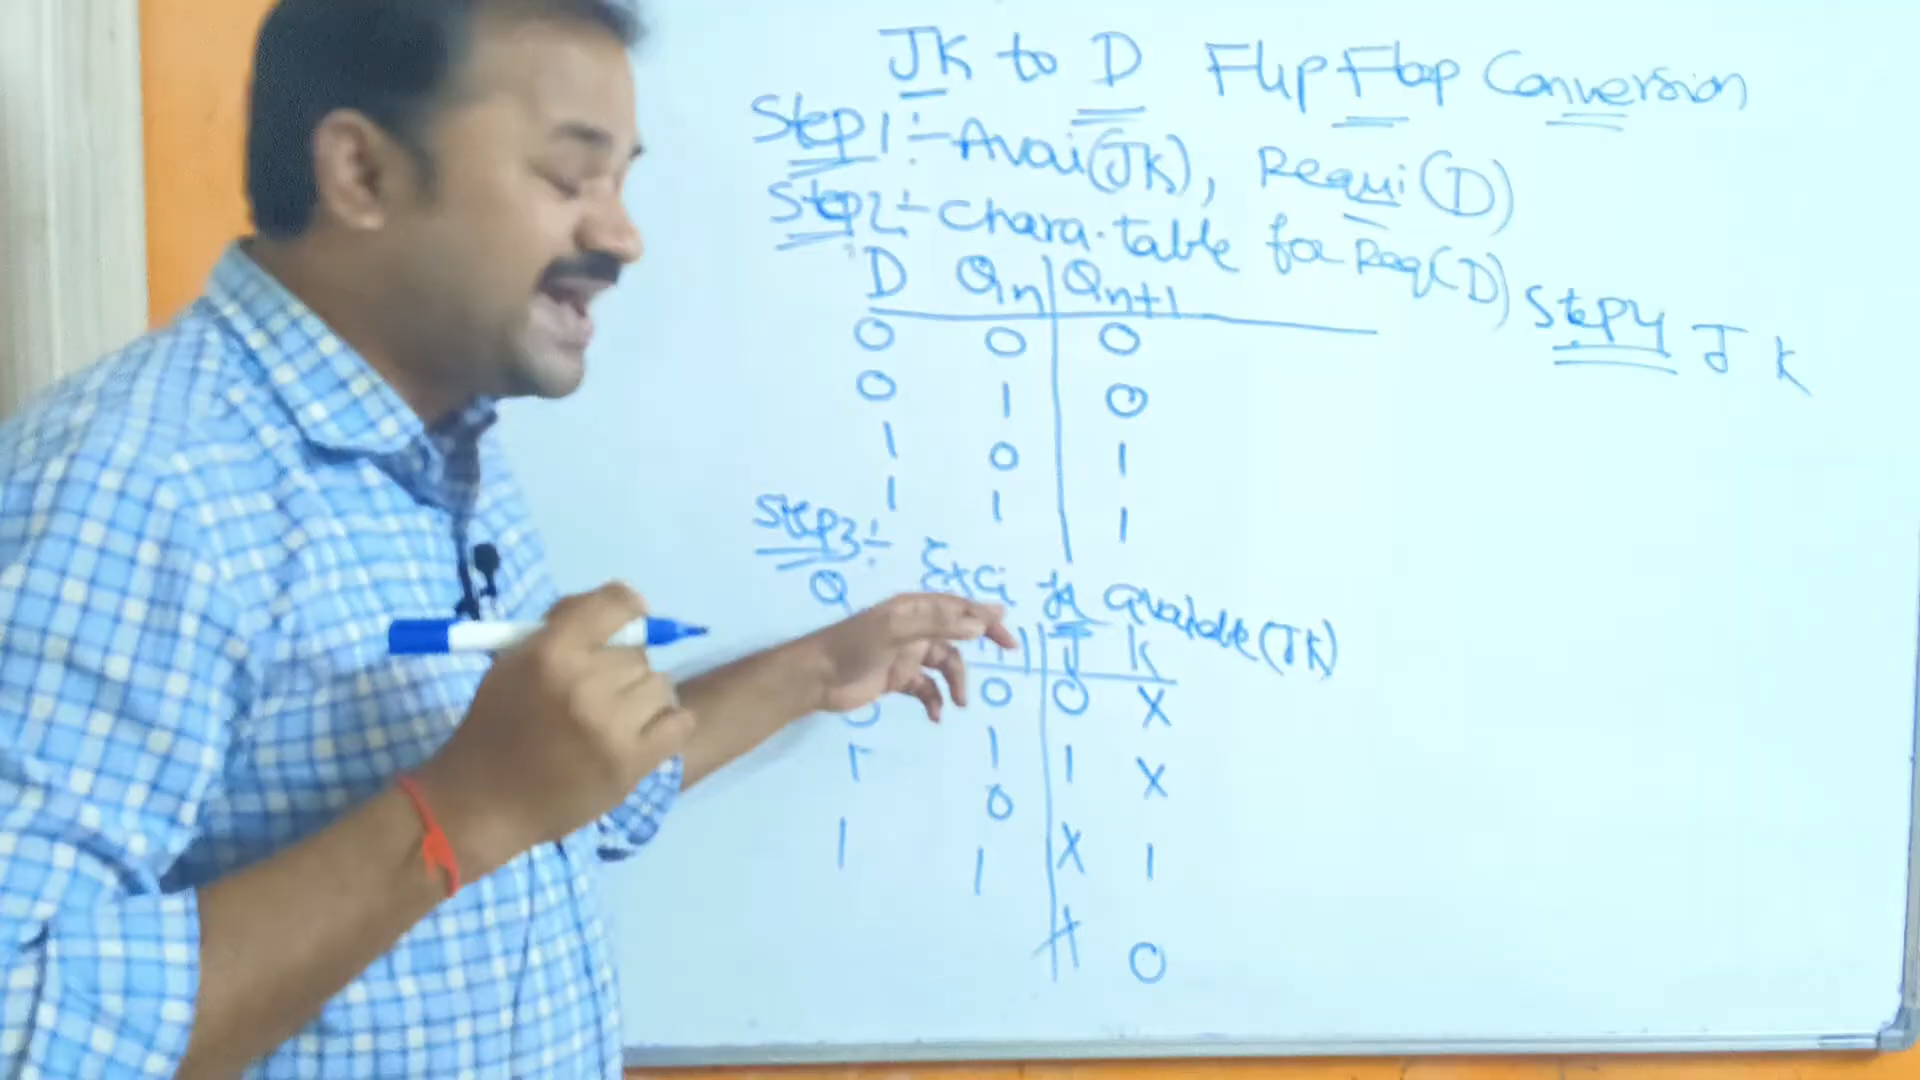 JK to D Flip Flop Conversion
Step1:- Avai(JK), Requi(D)
Step2:- Chara. table for Req(D)
D Qn Qn+1
0 0 0
0 1 0
1 0 1
1 1 1
Step4 J K
Step3:- Exci for available(JK)
Q J K
0 0 X
1 1 1 X
0 X 1
1 1 X 0